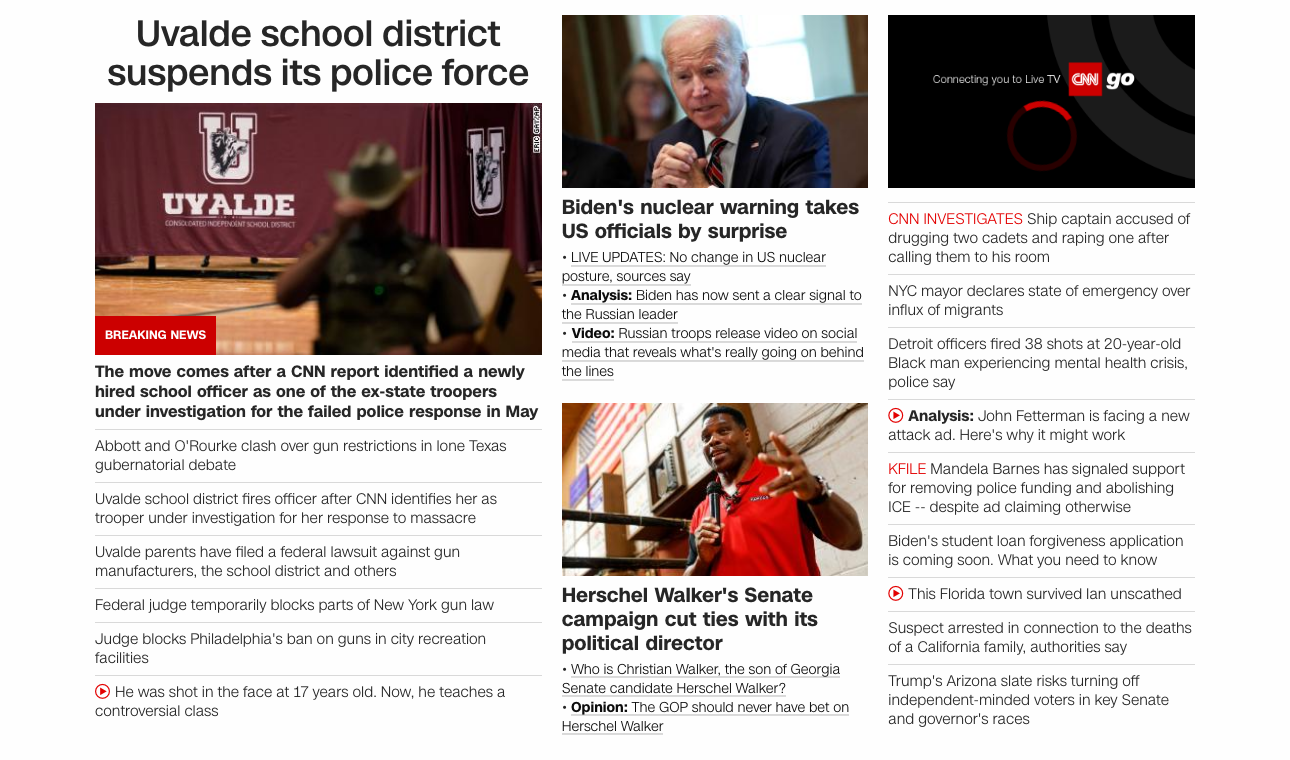 Uvalde school district
suspends its police force
ERIC GAY/AP
UVALDE
CONSOLIDATED INDEPENDENT SCHOOL DISTRICT
BREAKING NEWS
The move comes after a CNN report identified a newly
hired school officer as one of the ex-state troopers
under investigation for the failed police response in May
Abbott and O'Rourke clash over gun restrictions in lone Texas
gubernatorial debate
Uvalde school district fires officer after CNN identifies her as
trooper under investigation for her response to massacre
Uvalde parents have filed a federal lawsuit against gun
manufacturers, the school district and others
Federal judge temporarily blocks parts of New York gun law
Judge blocks Philadelphia's ban on guns in city recreation
facilities
He was shot in the face at 17 years old. Now, he teaches a
controversial class
Biden's nuclear warning takes
US officials by surprise
• LIVE UPDATES: No change in US nuclear
posture, sources say
• Analysis: Biden has now sent a clear signal to
the Russian leader
• Video: Russian troops release video on social
media that reveals what's really going on behind
the lines
Herschel Walker's Senate
campaign cut ties with its
political director
• Who is Christian Walker, the son of Georgia
Senate candidate Herschel Walker?
• Opinion: The GOP should never have bet on
Herschel Walker
Connecting you to Live TV CNN go
CNN INVESTIGATES Ship captain accused of
drugging two cadets and raping one after
calling them to his room
NYC mayor declares state of emergency over
influx of migrants
Detroit officers fired 38 shots at 20-year-old
Black man experiencing mental health crisis,
police say
Analysis: John Fetterman is facing a new
attack ad. Here's why it might work
KFILE Mandela Barnes has signaled support
for removing police funding and abolishing
ICE -- despite ad claiming otherwise
Biden's student loan forgiveness application
is coming soon. What you need to know
This Florida town survived Ian unscathed
Suspect arrested in connection to the deaths
of a California family, authorities say
Trump's Arizona slate risks turning off
independent-minded voters in key Senate
and governor's races